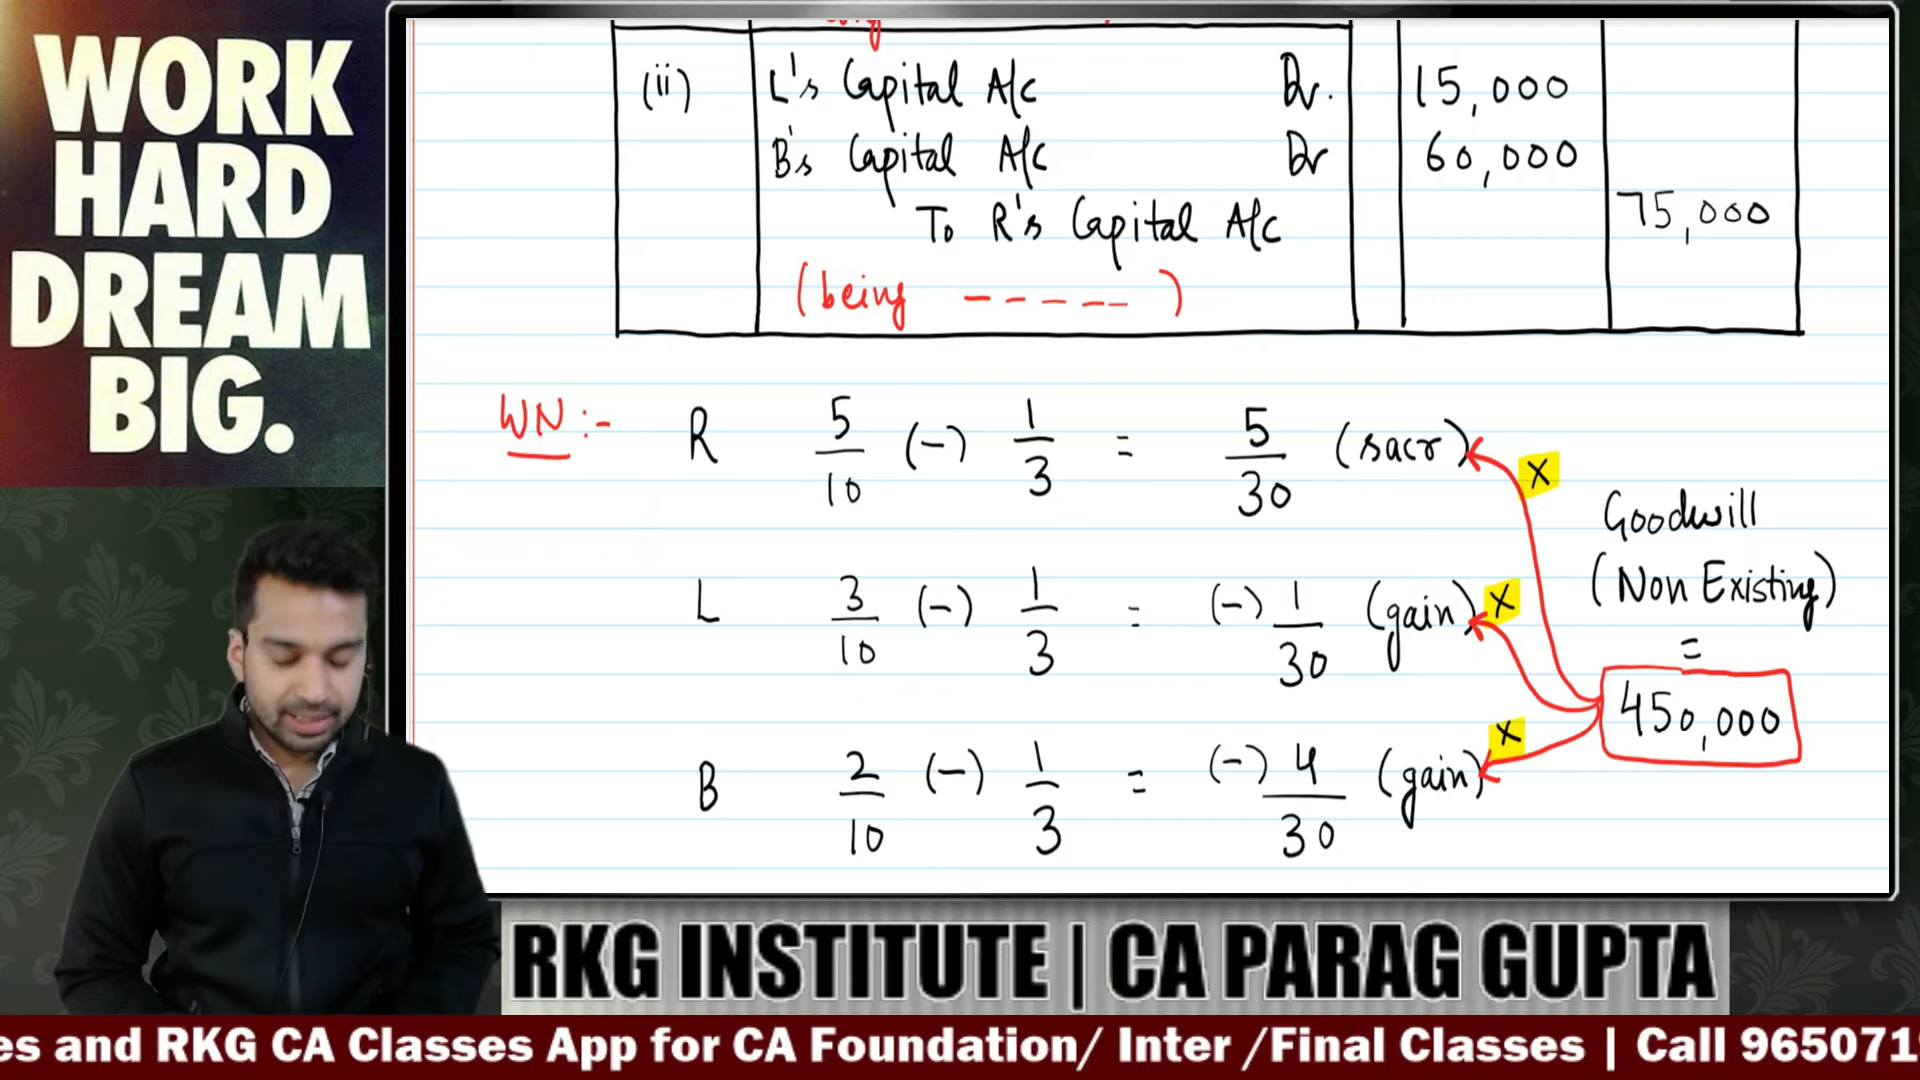 WORK
HARD
DREAM
BIG.
(ii) L's Capital A/c Dr. 15,000
B's Capital A/c Dr 60,000
To R's Capital A/c 75,000
(being ----- )
WN :- R 5/10 (-) 1/3 = 5/30 (sacr) X
Goodwill
(Non Existing)
=
450,000
L 3/10 (-) 1/3 = (-) 1/30 (gain) X
B 2/10 (-) 1/3 = (-) 4/30 (gain) X
RKG INSTITUTE | CA PARAG GUPTA
es and RKG CA Classes App for CA Foundation/ Inter /Final Classes | Call 965071